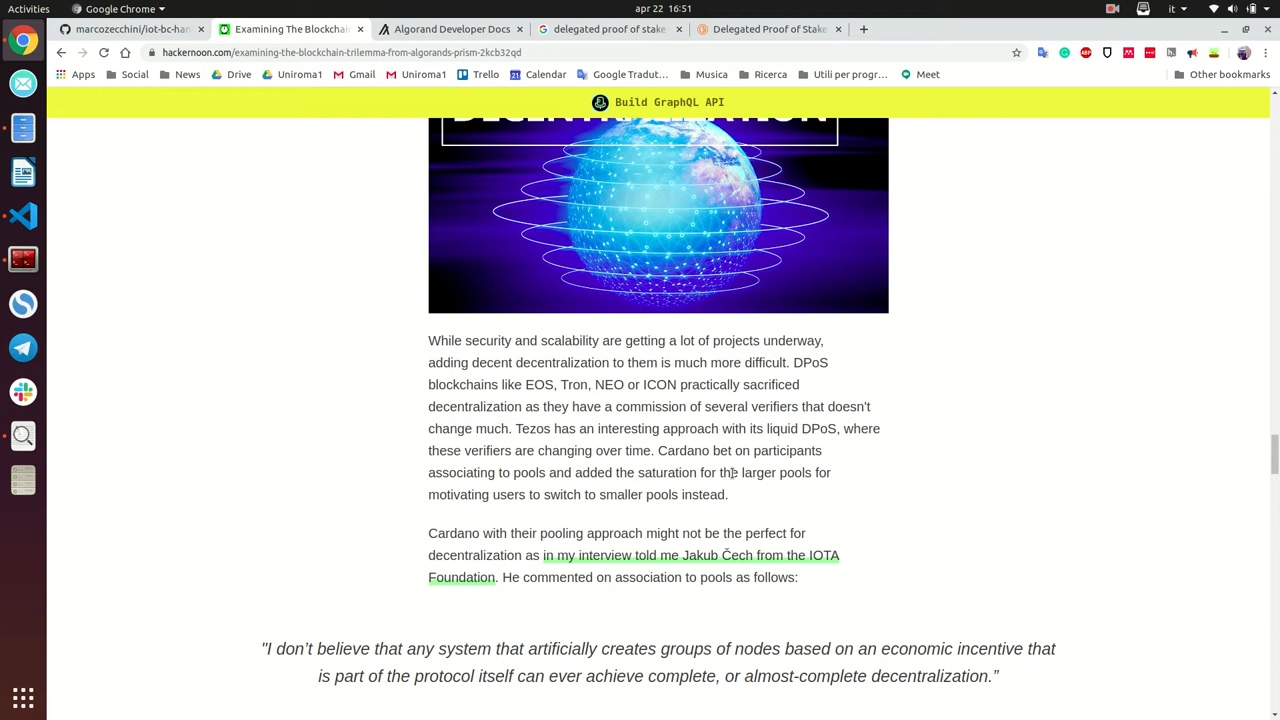 Activities
Google Chrome
apr 22 16:51
it
marcozecchini/iot-bc-han
Examining The Blockchain
Algorand Developer Docs
delegated proof of stake
Delegated Proof of Stake
hackernoon.com/examining-the-blockchain-trilemma-from-algorands-prism-2kcb32qd
Apps
Social
News
Drive
Uniroma1
Gmail
Uniroma1
Trello
Calendar
Google Tradut...
Musica
Ricerca
Utili per progr...
Meet
Other bookmarks
Build GraphQL API
DECENTRALIZATION
While security and scalability are getting a lot of projects underway,
adding decent decentralization to them is much more difficult. DPoS
blockchains like EOS, Tron, NEO or ICON practically sacrificed
decentralization as they have a commission of several verifiers that doesn't
change much. Tezos has an interesting approach with its liquid DPoS, where
these verifiers are changing over time. Cardano bet on participants
associating to pools and added the saturation for the larger pools for
motivating users to switch to smaller pools instead.
Cardano with their pooling approach might not be the perfect for
decentralization as in my interview told me Jakub Čech from the IOTA
Foundation. He commented on association to pools as follows:
"I don’t believe that any system that artificially creates groups of nodes based on an economic incentive that
is part of the protocol itself can ever achieve complete, or almost-complete decentralization.”